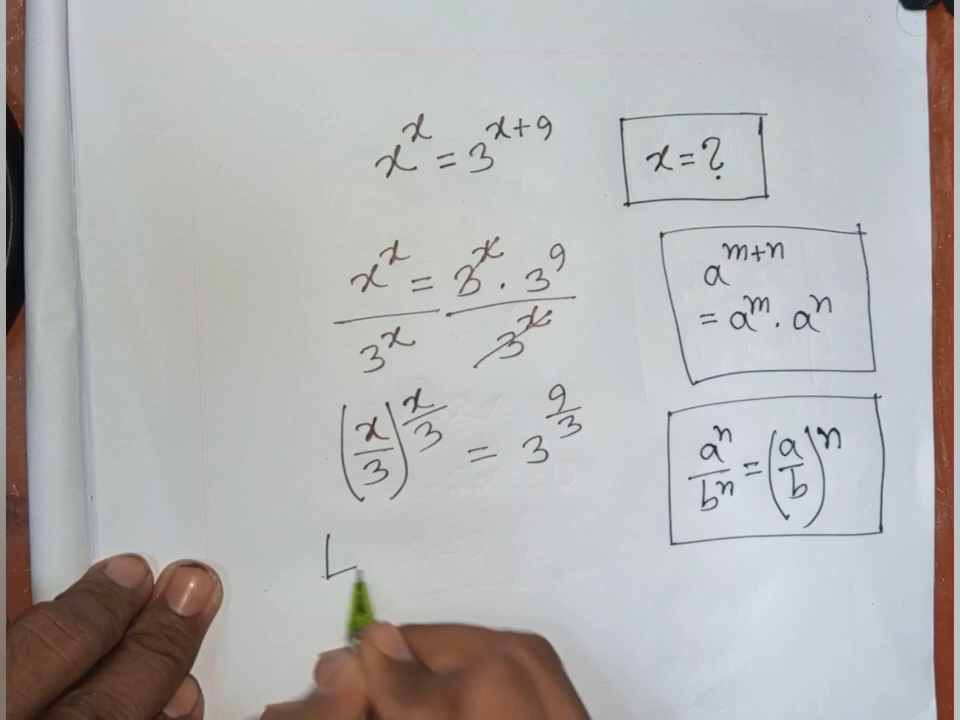 x^x = 3^{x+9}
x = ?
x^x = 3^x . 3^9
3^x 3^x
a^{m+n}
= a^m . a^n
(x/3)^{x/3} = 3^{9/3}
a^n/b^n = (a/b)^n
L